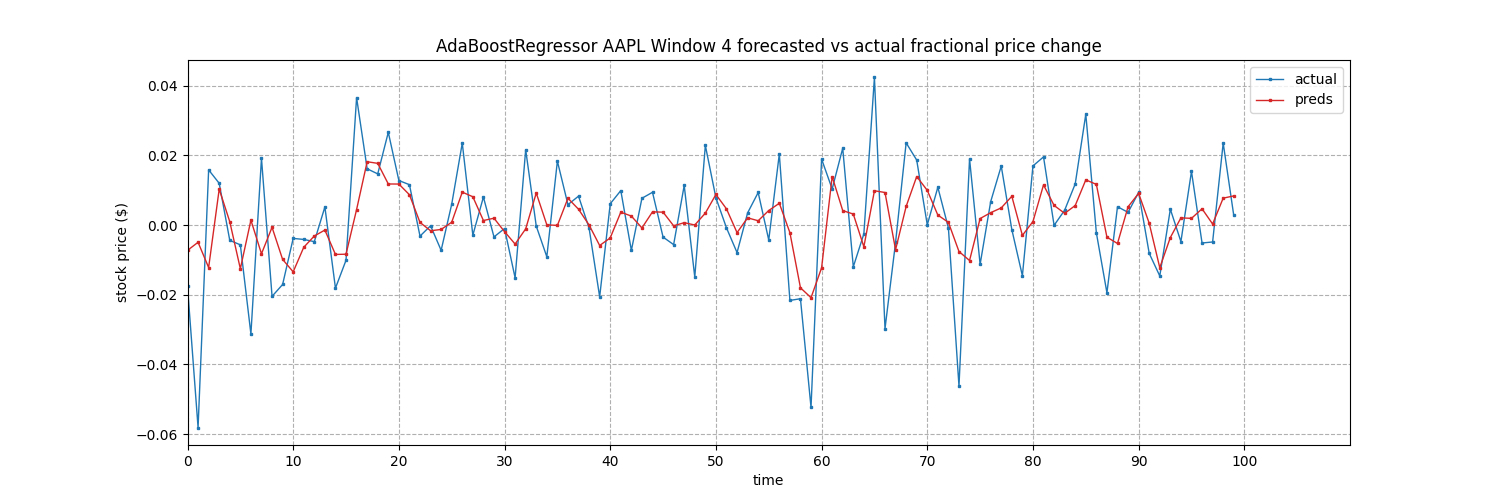 AdaBoostRegressor AAPL Window 4 forecasted vs actual fractional price change
actual
preds
0.04
0.02
0.00
−0.02
−0.04
−0.06
stock price ($)
0 10 20 30 40 50 60 70 80 90 100
time